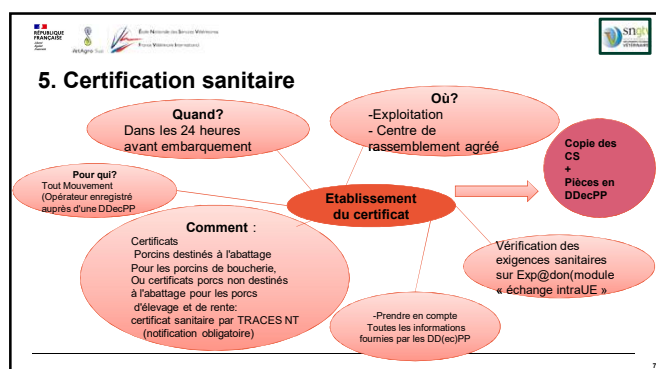 RÉPUBLIQUE
FRANÇAISE
École Nationale des Services Vétérinaires
France Vétérinaire International
sngtv
5. Certification sanitaire
Quand?
Dans les 24 heures
avant embarquement
Où?
-Exploitation
- Centre de
rassemblement agréé
Copie des
CS
+
Pièces en
DDecPP
Pour qui?
Tout Mouvement
(Opérateur enregistré
auprès d'une DDecPP
Etablissement
du certificat
Comment :
Certificats
Porcins destinés à l'abattage
Pour les porcins de boucherie,
Ou certificats porcs non destinés
à l'abattage pour les porcs
d'élevage et de rente:
certificat sanitaire par TRACES NT
(notification obligatoire)
Vérification des
exigences sanitaires
sur Exp@don(module
« échange intraUE »
-Prendre en compte
Toutes les informations
fournies par les DD(ec)PP
7